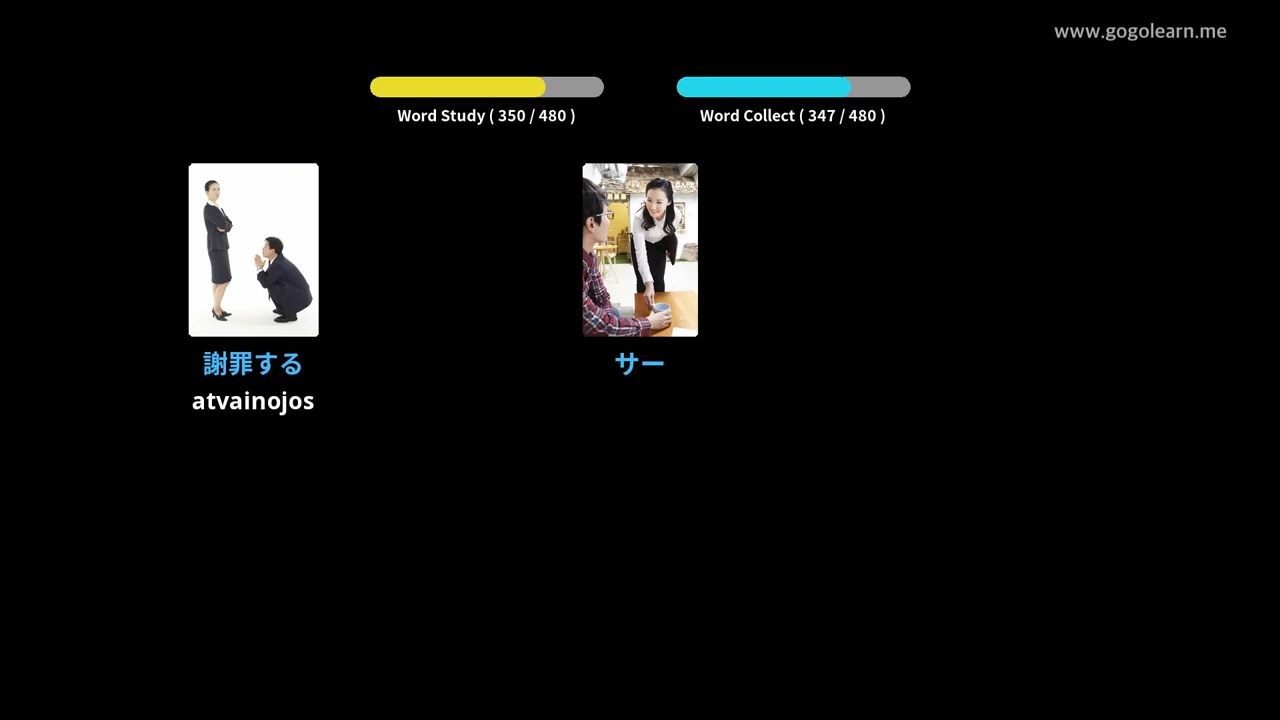 www.gogolearn.me
Word Study ( 350 / 480 )
Word Collect ( 347 / 480 )
謝罪する
サー
atvainojos